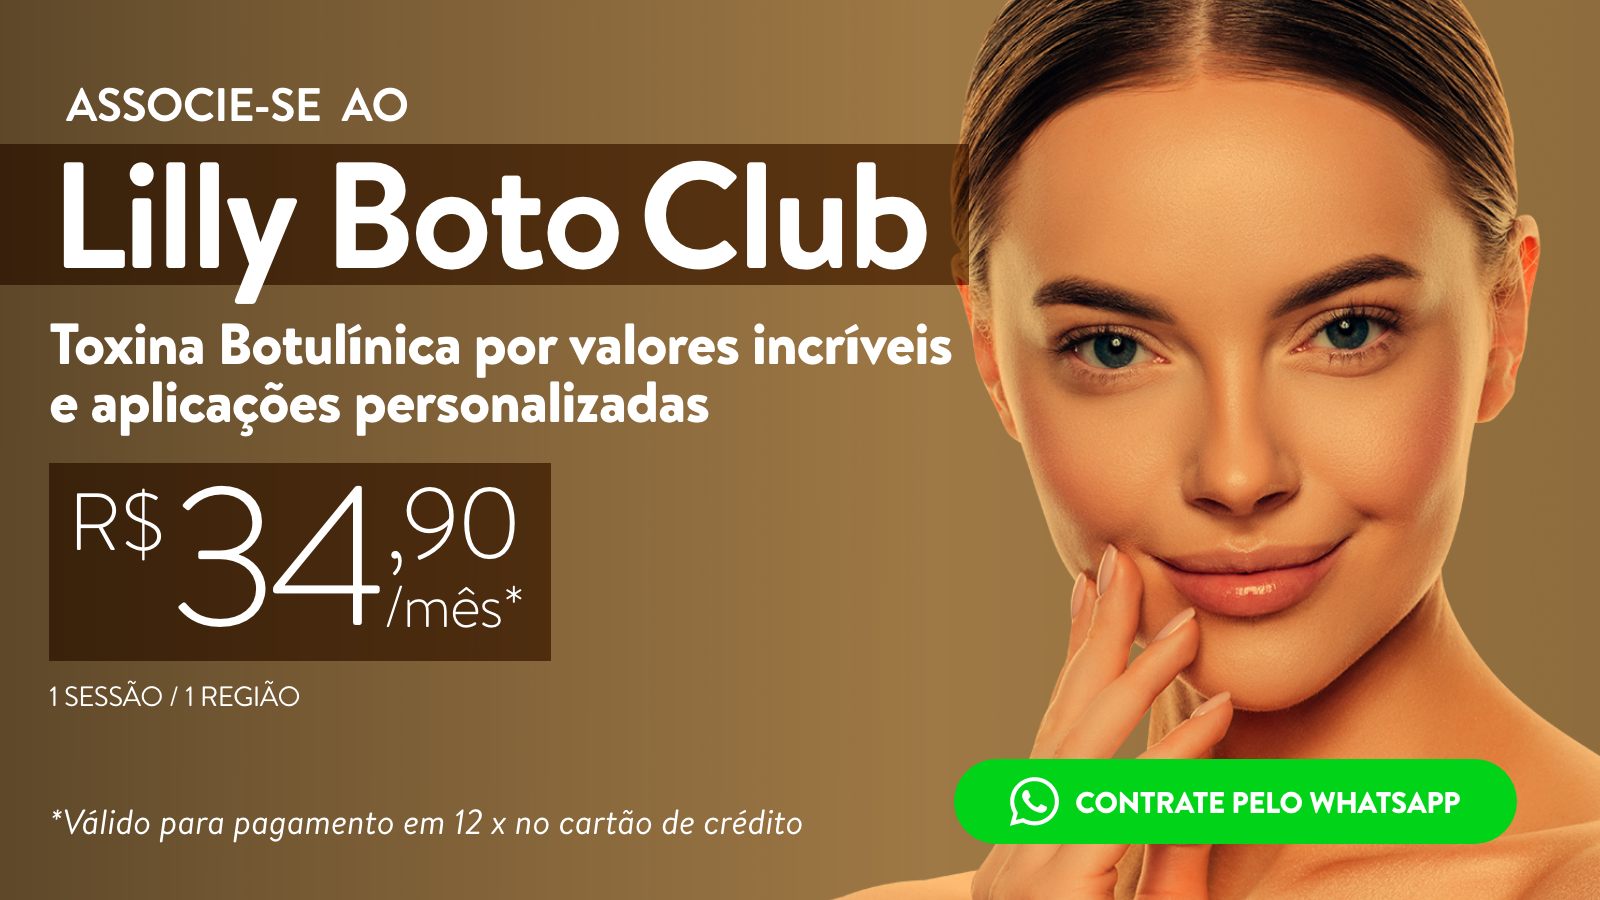 ASSOCIE-SE AO
Lilly Boto Club
Toxina Botulínica por valores incríveis
e aplicações personalizadas
R$34,90
/mês*
1 SESSÃO / 1 REGIÃO
*Válido para pagamento em 12 x no cartão de crédito
CONTRATE PELO WHATSAPP